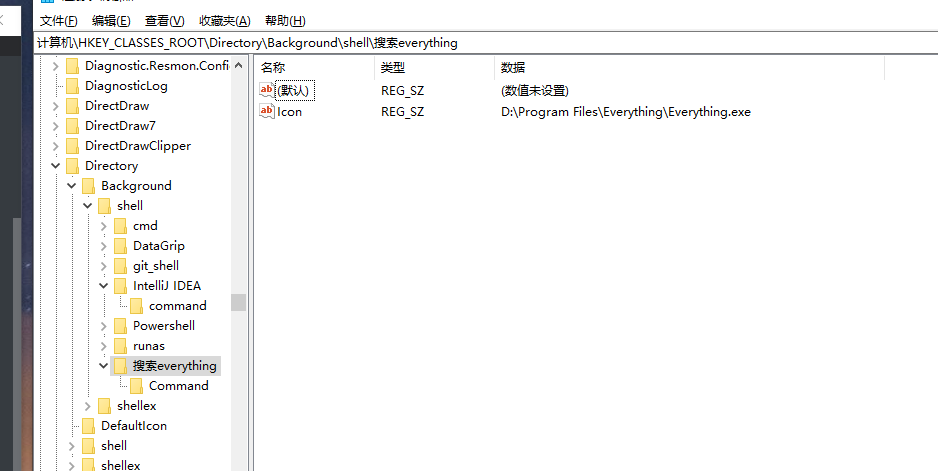 文件(F) 编辑(E) 查看(V) 收藏夹(A) 帮助(H)
计算机\HKEY_CLASSES_ROOT\Directory\Background\shell\搜索everything
Diagnostic.Resmon.Confi
DiagnosticLog
DirectDraw
DirectDraw7
DirectDrawClipper
Directory
Background
shell
cmd
DataGrip
git_shell
IntelliJ IDEA
command
Powershell
runas
搜索everything
Command
shellex
DefaultIcon
shell
shellex
名称 类型 数据
(默认) REG_SZ (数值未设置)
Icon REG_SZ D:\Program Files\Everything\Everything.exe